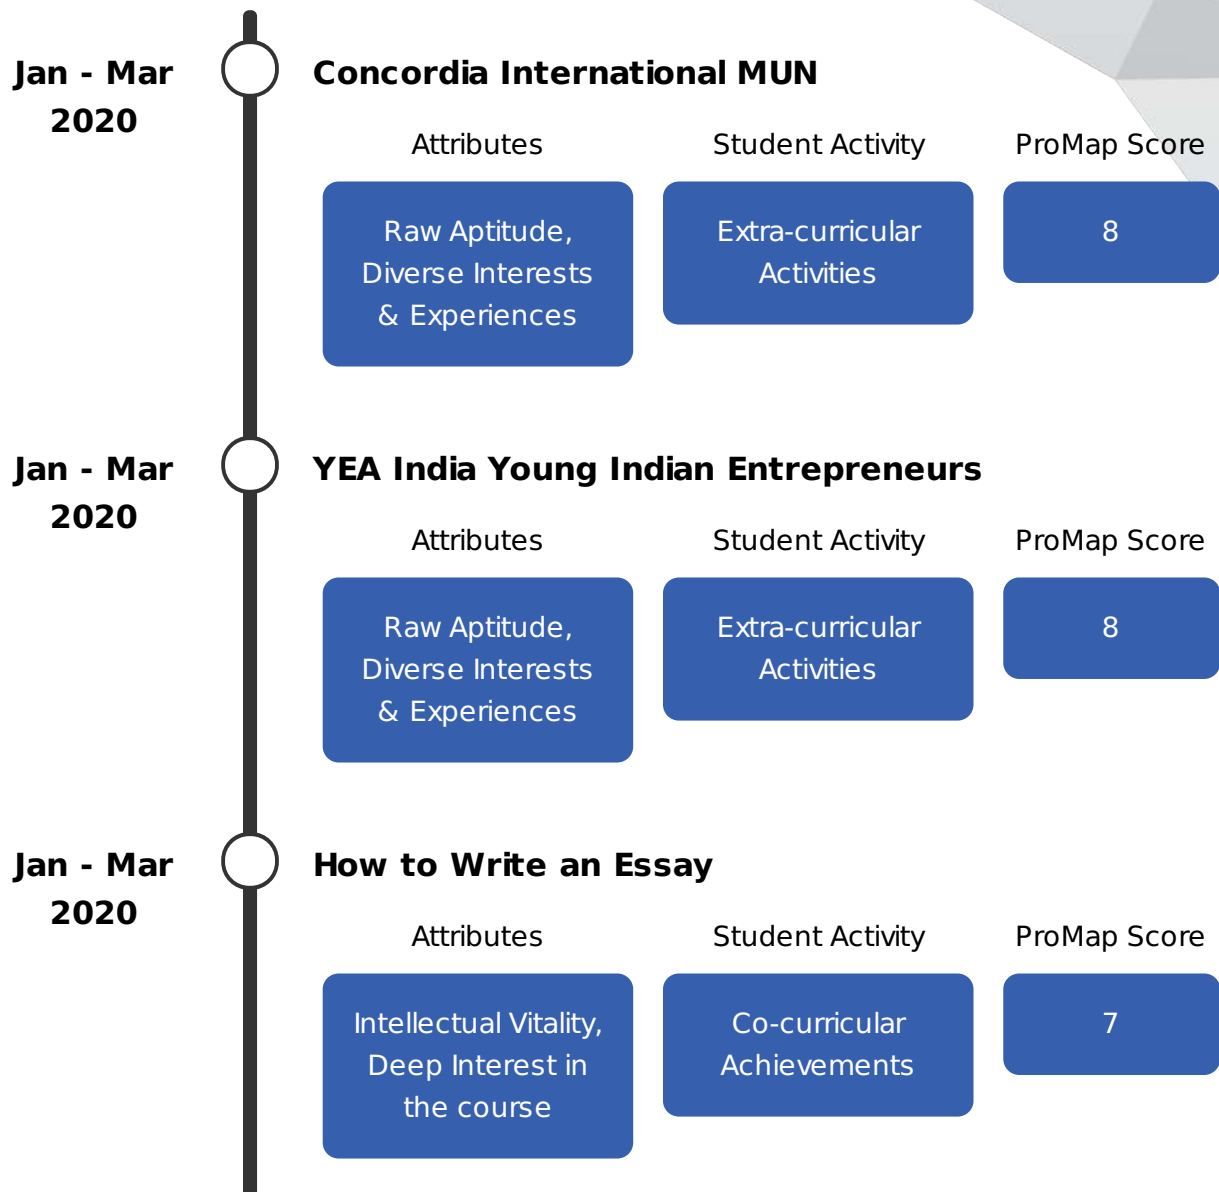 Jan - Mar
2020
Concordia International MUN
Attributes
Student Activity
ProMap Score
Raw Aptitude,
Diverse Interests
& Experiences
Extra-curricular
Activities
8
Jan - Mar
2020
YEA India Young Indian Entrepreneurs
Attributes
Student Activity
ProMap Score
Raw Aptitude,
Diverse Interests
& Experiences
Extra-curricular
Activities
8
Jan - Mar
2020
How to Write an Essay
Attributes
Student Activity
ProMap Score
Intellectual Vitality,
Deep Interest in
the course
Co-curricular
Achievements
7